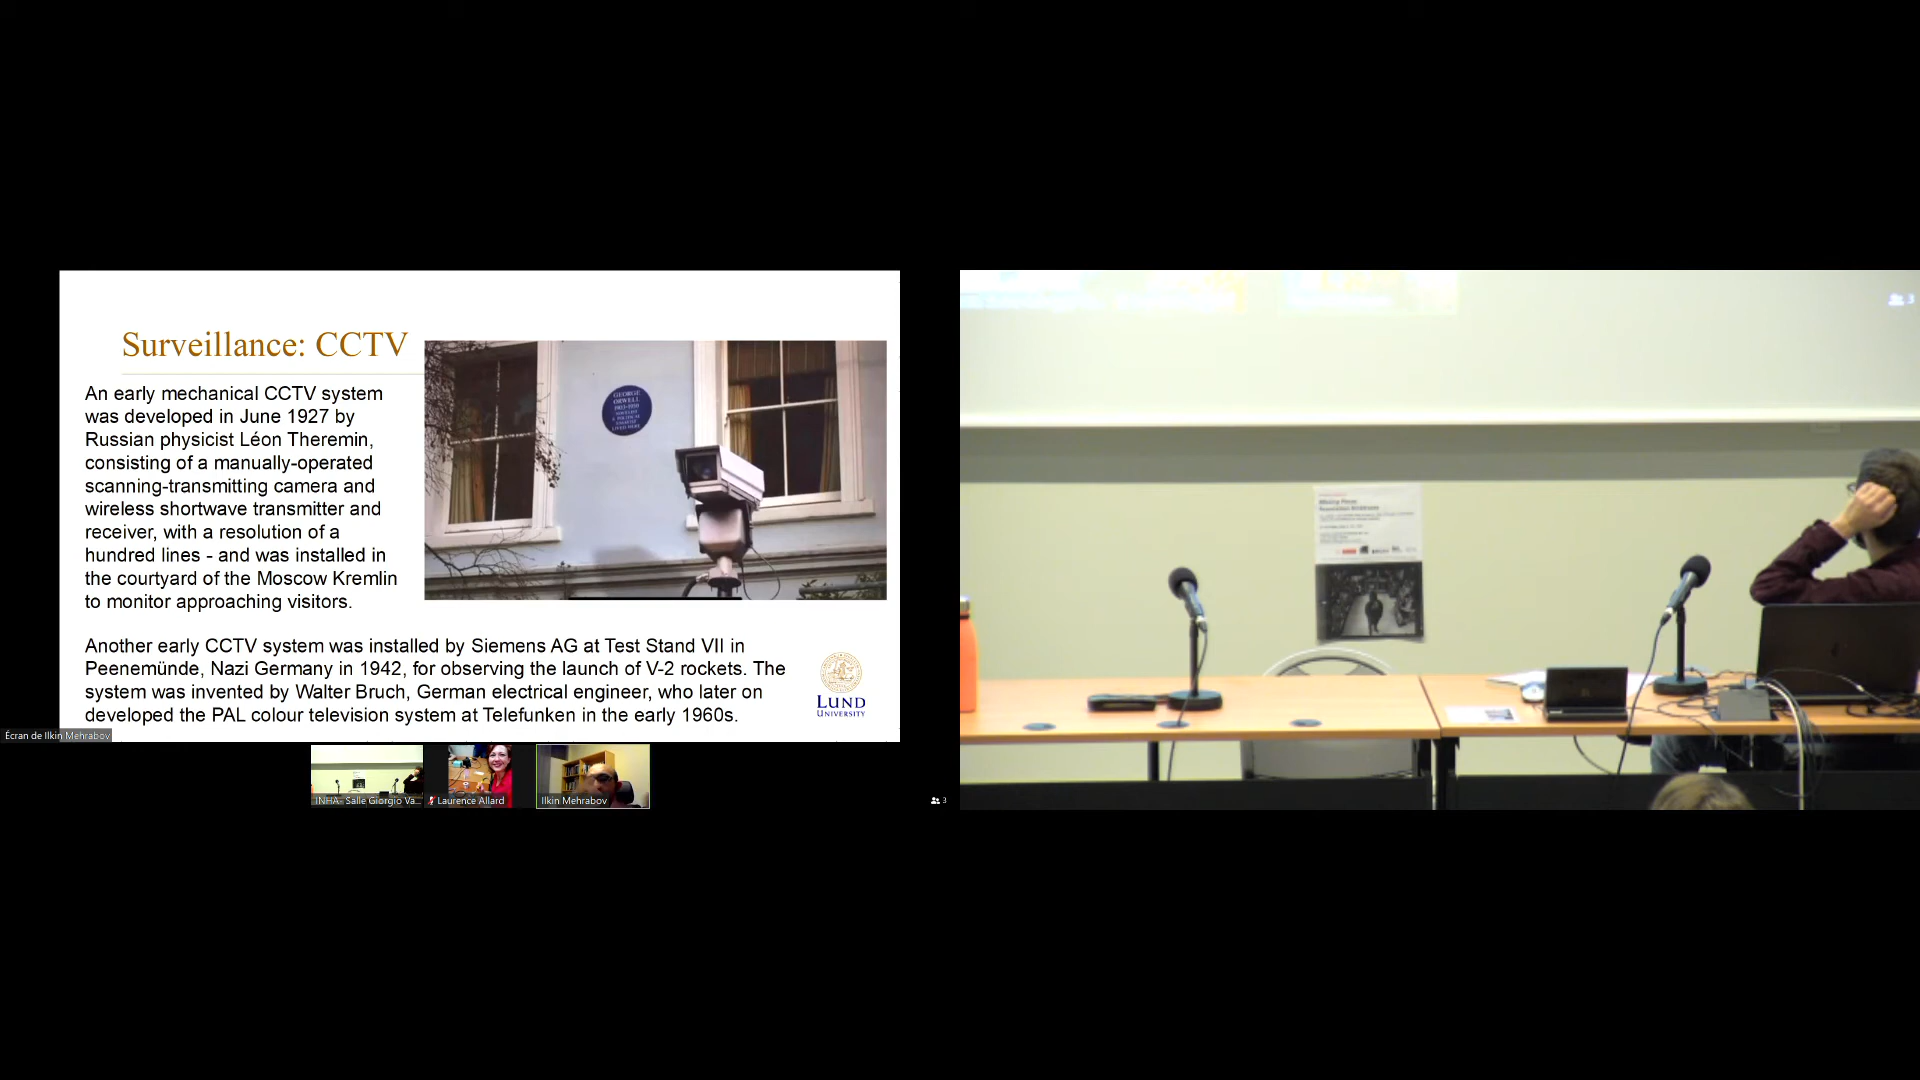 Surveillance: CCTV
An early mechanical CCTV system
was developed in June 1927 by
Russian physicist Léon Theremin,
consisting of a manually-operated
scanning-transmitting camera and
wireless shortwave transmitter and
receiver, with a resolution of a
hundred lines - and was installed in
the courtyard of the Moscow Kremlin
to monitor approaching visitors.
GEORGE
ORWELL
1903-1950
LIVED HERE
Another early CCTV system was installed by Siemens AG at Test Stand VII in
Peenemünde, Nazi Germany in 1942, for observing the launch of V-2 rockets. The
system was invented by Walter Bruch, German electrical engineer, who later on
developed the PAL colour television system at Telefunken in the early 1960s.
LUND
UNIVERSITY
Écran de Ilkin Mehrabov
INHA- Salle Giorgio Va...
Laurence Allard
Ilkin Mehrabov
3
3